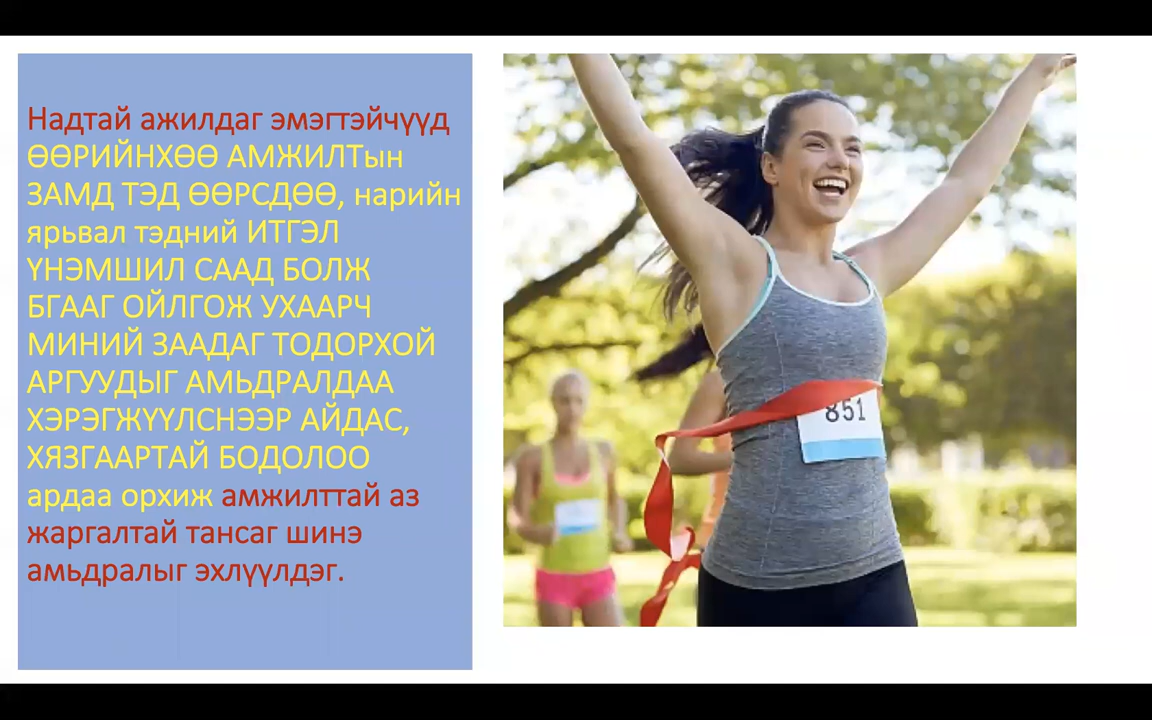 Надтай ажилдаг эмэгтэйчүүд
ӨӨРИЙНХӨӨ АМЖИЛТын
ЗАМД ТЭД ӨӨРСДӨӨ, нарийн
ярьвал тэдний ИТГЭЛ
ҮНЭМШИЛ СААД БОЛЖ
БГААГ ОЙЛГОЖ УХААРЧ
МИНИЙ ЗААДАГ ТОДОРХОЙ
АРГУУДЫГ АМЬДРАЛДАА
ХЭРЭГЖҮҮЛСНЭЭР АЙДАС,
ХЯЗГААРТАЙ БОДОЛОО
ардаа орхиж амжилттай аз
жаргалтай тансаг шинэ
амьдралыг эхлүүлдэг.
851